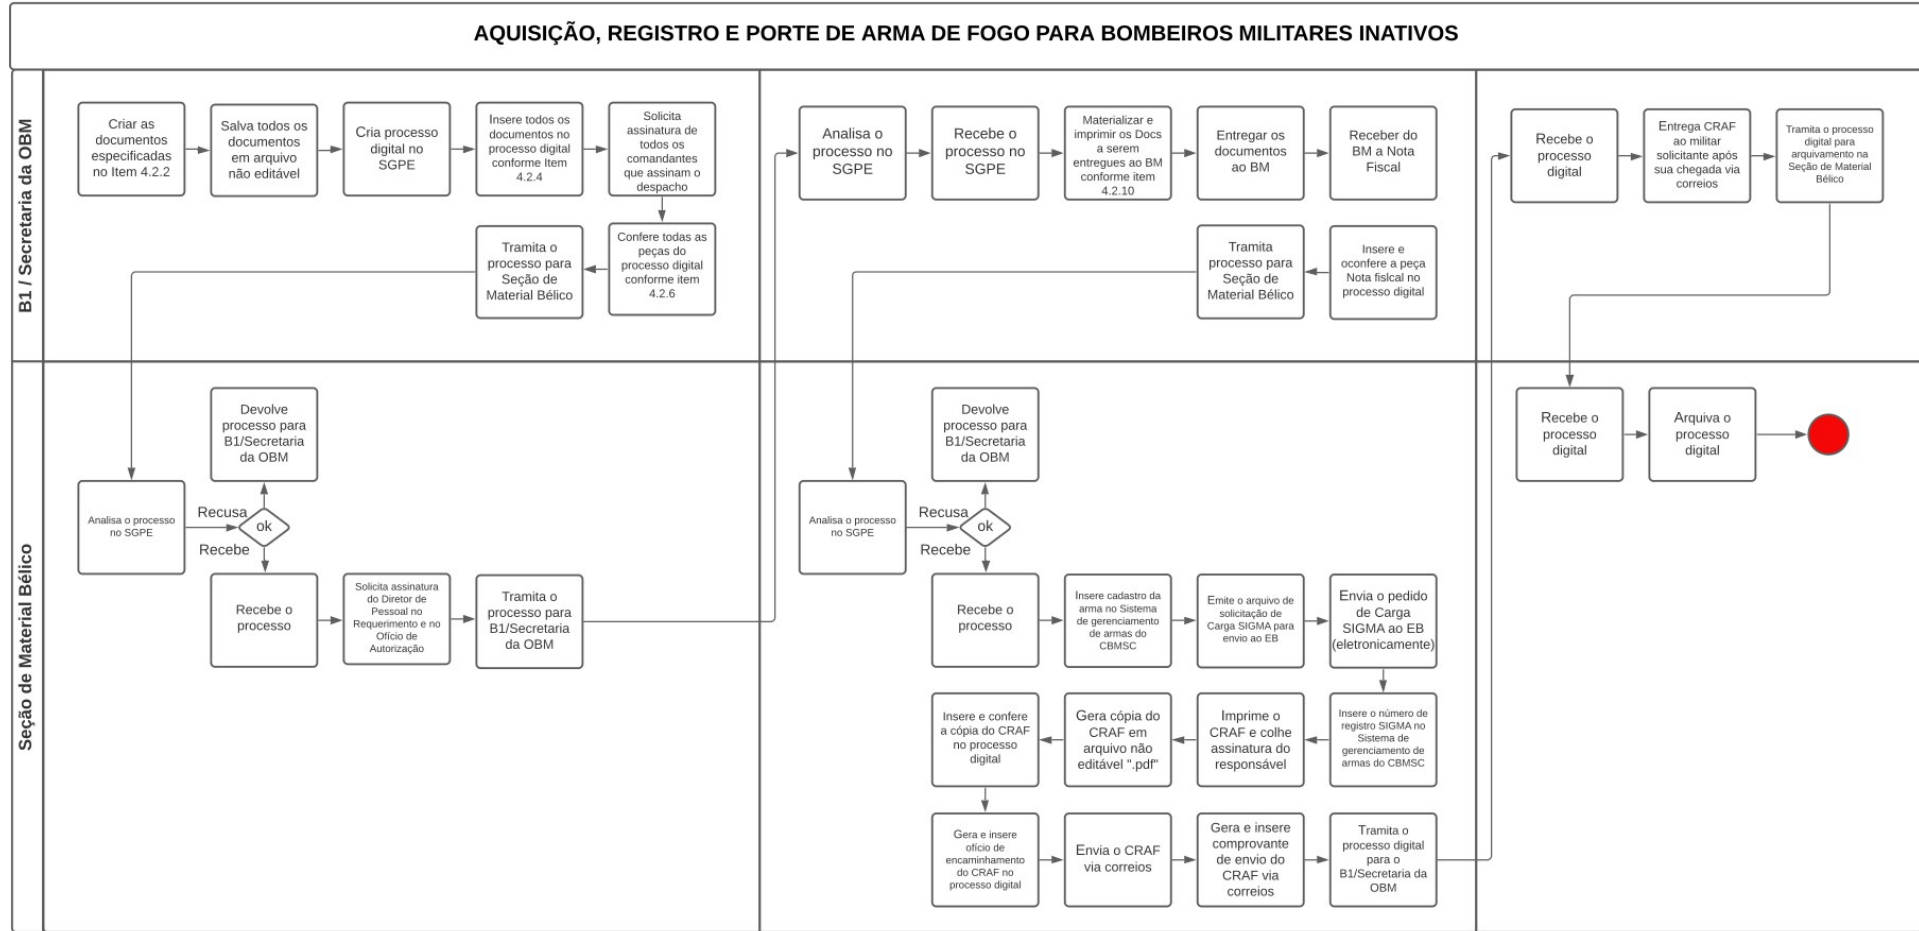 AQUISIÇÃO, REGISTRO E PORTE DE ARMA DE FOGO PARA BOMBEIROS MILITARES INATIVOS
B1 / Secretaria da OBM
Criar as
documentos
especificadas
no Item 4.2.2
Salva todos os
documentos
em arquivo
não editável
Cria processo
digital no
SGPE
Insere todos os
documentos no
processo digital
conforme Item
4.2.4
Solicita
assinatura de
todos os
comandantes
que assinam o
despacho
Confere todas as
peças do
processo digital
conforme item
4.2.6
Tramita o
processo para
Seção de
Material Bélico
Analisa o
processo no
SGPE
Recebe o
processo no
SGPE
Materializar e
imprimir os Docs
a serem
entregues ao BM
conforme item
4.2.10
Entregar os
documentos
ao BM
Receber do
BM a Nota
Fiscal
Insere e
oconfere a peça
Nota fislcal no
processo digital
Tramita
processo para
Seção de
Material Bélico
Recebe o
processo
digital
Entrega CRAF
ao militar
solicitante após
sua chegada via
correios
Tramita o processo
digital para
arquivamento na
Seção de Material
Bélico
Seção de Material Bélico
Analisa o processo
no SGPE
Recusa
ok
Recebe
Devolve
processo para
B1/Secretaria
da OBM
Recebe o
processo
Solicita assinatura
do Diretor de
Pessoal no
Requerimento e no
Ofício de
Autorização
Tramita o
processo para
B1/Secretaria
da OBM
Analisa o processo
no SGPE
Recusa
ok
Recebe
Devolve
processo para
B1/Secretaria
da OBM
Recebe o
processo
Insere cadastro da
arma no Sistema
de gerenciamento
de armas do
CBMSC
Emite o arquivo de
solicitação de
Carga SIGMA para
envio ao EB
Envia o pedido
de Carga
SIGMA ao EB
(eletronicamente)
Insere o número de
registro SIGMA no
Sistema de
gerenciamento de
armas do CBMSC
Imprime o
CRAF e colhe
assinatura do
responsável
Gera cópia do
CRAF em
arquivo não
editável ".pdf"
Insere e confere
a cópia do CRAF
no processo
digital
Gera e insere
ofício de
encaminhamento
do CRAF no
processo digital
Envia o CRAF
via correios
Gera e insere
comprovante
de envio do
CRAF via
correios
Tramita o
processo digital
para o
B1/Secretaria da
OBM
Recebe o
processo
digital
Arquiva o
processo
digital